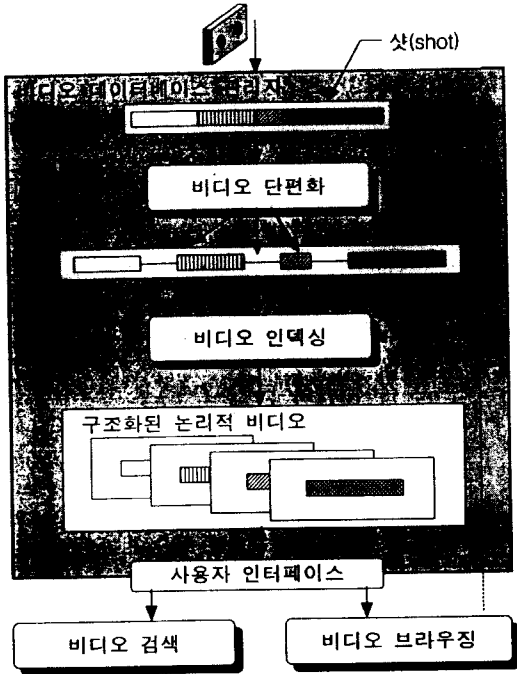 샷(shot)
비디오 데이터베이스 관리자
비디오 단편화
비디오 인덱싱
구조화된 논리적 비디오
사용자 인터페이스
비디오 검색
비디오 브라우징